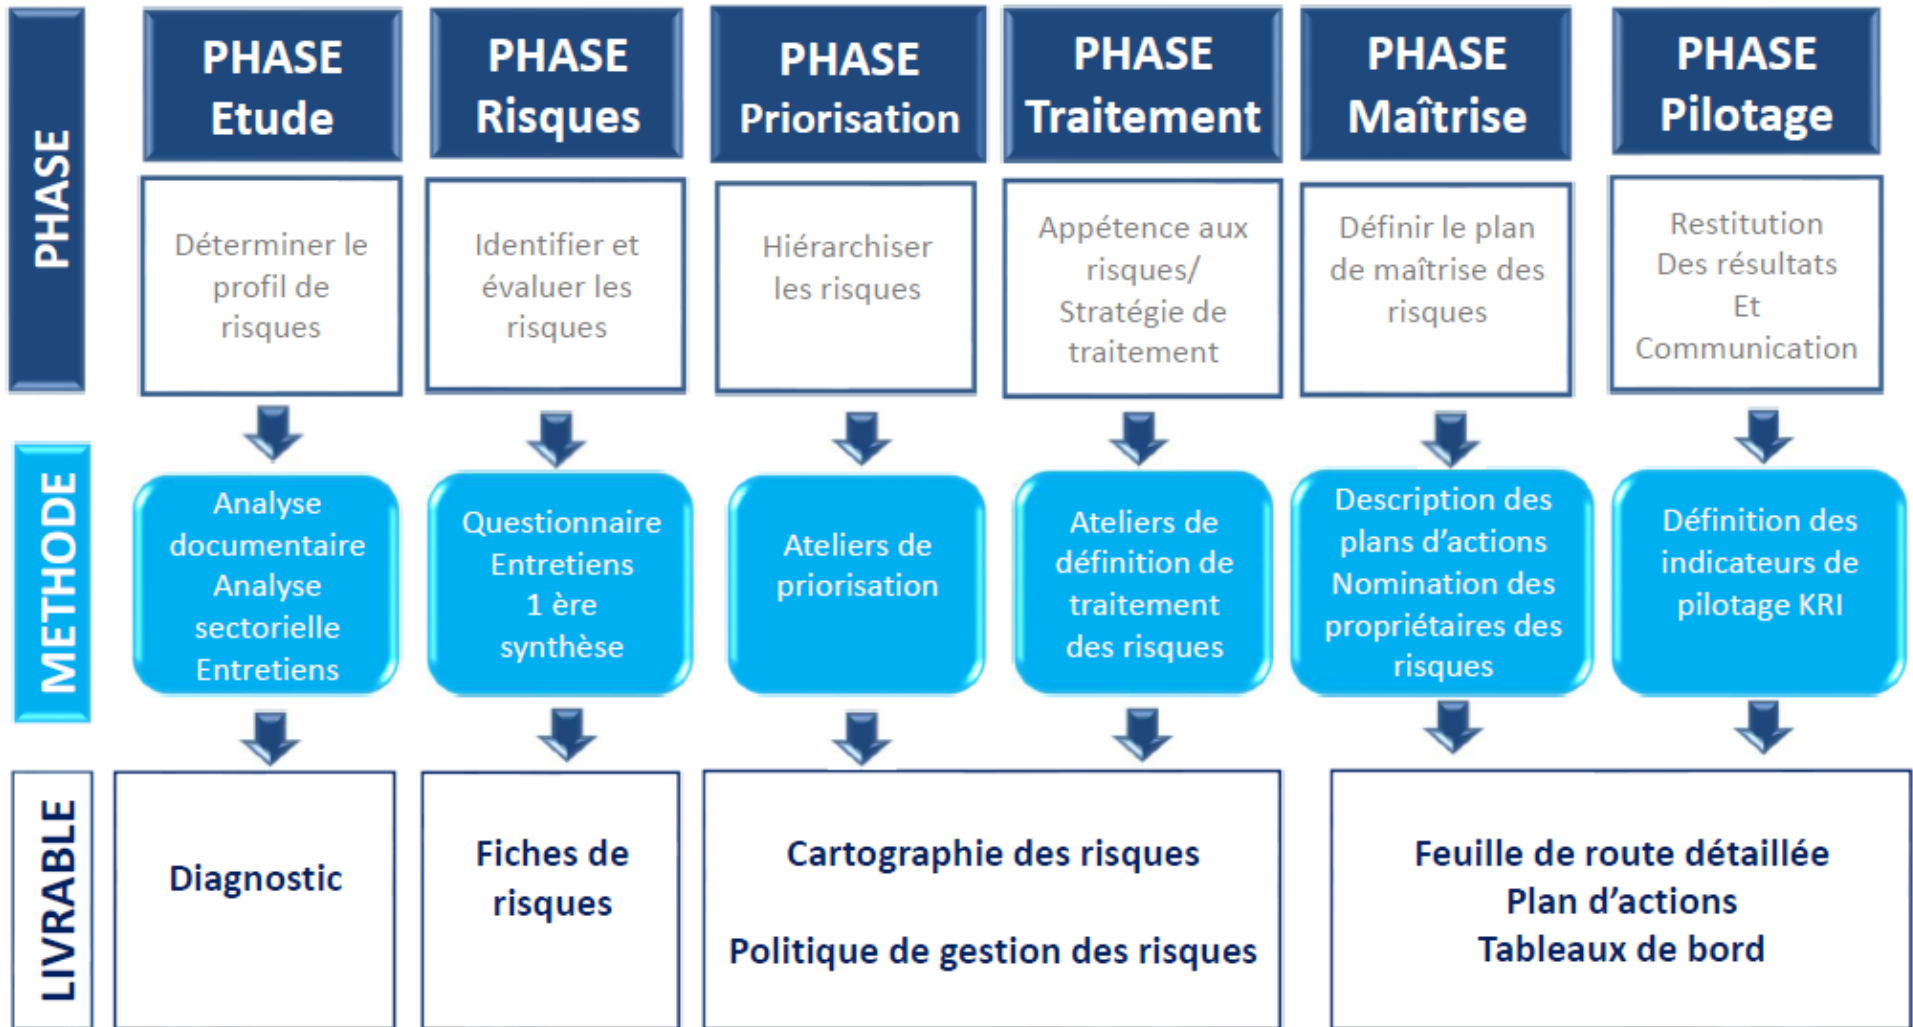 PHASE
PHASE
Etude
PHASE
Risques
PHASE
Priorisation
PHASE
Traitement
PHASE
Maîtrise
PHASE
Pilotage
Déterminer le
profil de
risques
Identifier et
évaluer les
risques
Hiérarchiser
les risques
Appétence aux
risques/
Stratégie de
traitement
Définir le plan
de maîtrise des
risques
Restitution
Des résultats
Et
Communication
METHODE
Analyse
documentaire
Analyse
sectorielle
Entretiens
Questionnaire
Entretiens
1 ère
synthèse
Ateliers de
priorisation
Ateliers de
définition de
traitement
des risques
Description des
plans d’actions
Nomination des
propriétaires des
risques
Définition des
indicateurs de
pilotage KRI
LIVRABLE
Diagnostic
Fiches de
risques
Cartographie des risques
Politique de gestion des risques
Feuille de route détaillée
Plan d’actions
Tableaux de bord